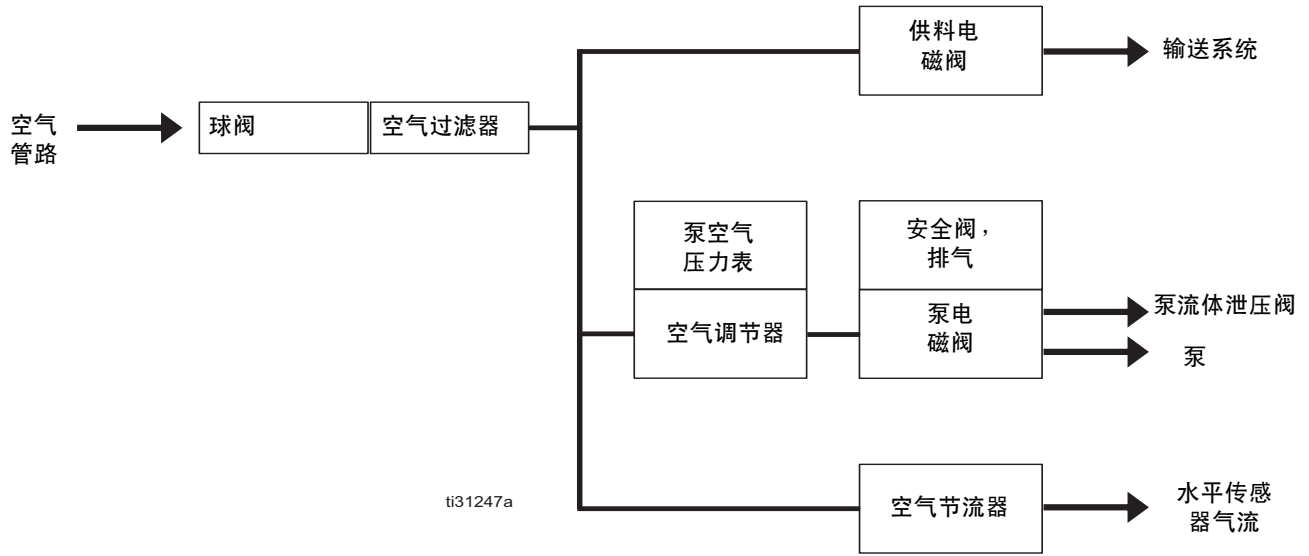 供料电
磁阀
输送系统
空气
管路
球阀
空气过滤器
泵空气
压力表
安全阀，
排气
空气调节器
泵电
磁阀
泵流体泄压阀
泵
ti31247a
空气节流器
水平传感
器气流